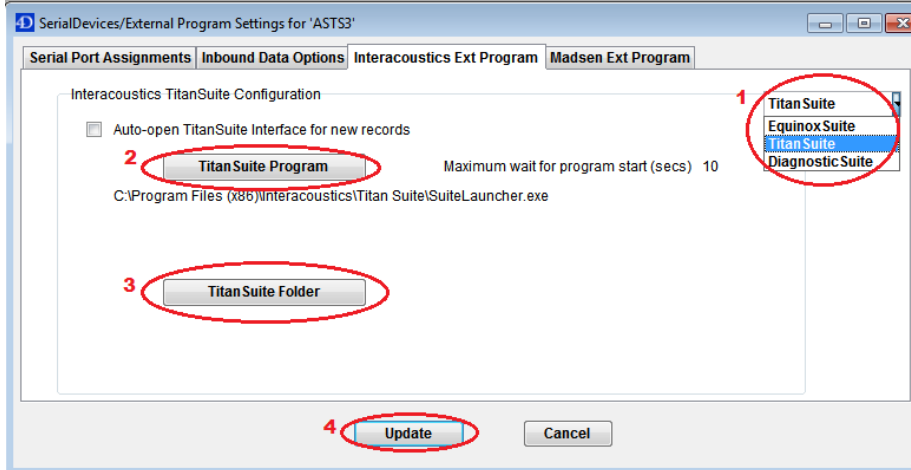 4D SerialDevices/External Program Settings for 'ASTS3'
Serial Port Assignments Inbound Data Options Interacoustics Ext Program Madsen Ext Program
Interacoustics TitanSuite Configuration
1 TitanSuite
Auto-open TitanSuite Interface for new records
EquinoxSuite
TitanSuite
DiagnosticSuite
2 TitanSuite Program Maximum wait for program start (secs) 10
C:\Program Files (x86)\Interacoustics\Titan Suite\SuiteLauncher.exe
3 TitanSuite Folder
4 Update Cancel